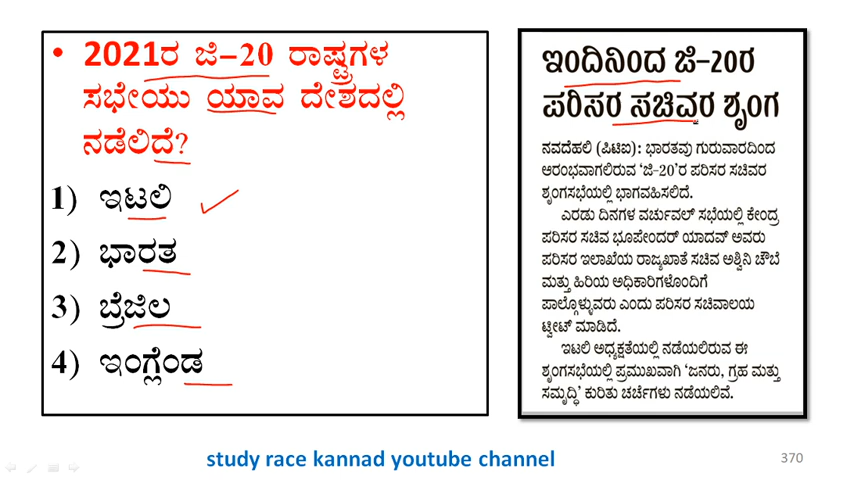 • 2021ರ ಜಿ-20 ರಾಷ್ಟ್ರಗಳ
ಸಭೇಯು ಯಾವ ದೇಶದಲ್ಲಿ
ನಡೆಲಿದೆ?
1) ಇಟಲಿ
2) ಭಾರತ
3) ಬ್ರೆಜಿಲ
4) ಇಂಗ್ಲೆಂಡ
ಇಂದಿನಿಂದ ಜಿ-20ರ
ಪರಿಸರ ಸಚಿವರ ಶೃಂಗ
ನವದೆಹಲಿ (ಪಿಟಿಐ): ಭಾರತವು ಗುರುವಾರದಿಂದ
ಆರಂಭವಾಗಲಿರುವ 'ಜಿ-20'ರ ಪರಿಸರ ಸಚಿವರ
ಶೃಂಗಸಭೆಯಲ್ಲಿ ಭಾಗವಹಿಸಲಿದೆ.
ಎರಡು ದಿನಗಳ ವರ್ಚುವಲ್ ಸಭೆಯಲ್ಲಿ ಕೇಂದ್ರ
ಪರಿಸರ ಸಚಿವ ಭೂಪೇಂದರ್ ಯಾದವ್ ಅವರು
ಪರಿಸರ ಇಲಾಖೆಯ ರಾಜ್ಯಖಾತೆ ಸಚಿವ ಅಶ್ವಿನಿ ಚೌಬೆ
ಮತ್ತು ಹಿರಿಯ ಅಧಿಕಾರಿಗಳೊಂದಿಗೆ
ಪಾಲ್ಗೊಳ್ಳುವರು ಎಂದು ಪರಿಸರ ಸಚಿವಾಲಯ
ಟ್ವೀಟ್ ಮಾಡಿದೆ.
ಇಟಲಿ ಅಧ್ಯಕ್ಷತೆಯಲ್ಲಿ ನಡೆಯಲಿರುವ ಈ
ಶೃಂಗಸಭೆಯಲ್ಲಿ ಪ್ರಮುಖವಾಗಿ 'ಜನರು, ಗ್ರಹ ಮತ್ತು
ಸಮೃದ್ಧಿ' ಕುರಿತು ಚರ್ಚೆಗಳು ನಡೆಯಲಿವೆ.
study race kannad youtube channel
370